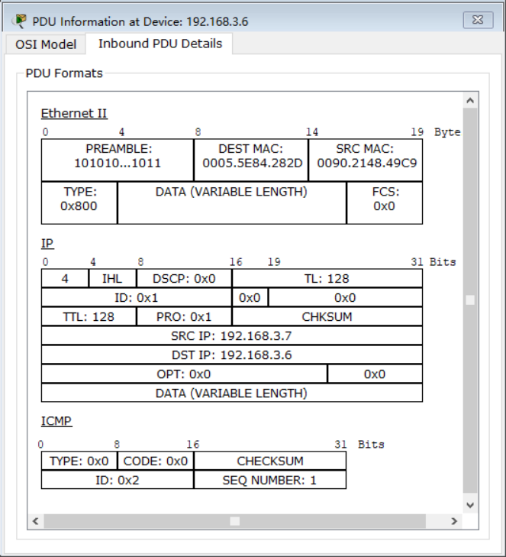 PDU Information at Device: 192.168.3.6
OSI Model Inbound PDU Details
PDU Formats
Ethernet II
0 4 8 14 19 Byte
PREAMBLE: DEST MAC: SRC MAC:
101010...1011 0005.5E84.282D 0090.2148.49C9
TYPE: DATA (VARIABLE LENGTH) FCS:
0x800 0x0
IP
0 4 8 16 19 31 Bits
4 IHL DSCP: 0x0 TL: 128
ID: 0x1 0x0 0x0
TTL: 128 PRO: 0x1 CHKSUM
SRC IP: 192.168.3.7
DST IP: 192.168.3.6
OPT: 0x0 0x0
DATA (VARIABLE LENGTH)
ICMP
0 8 16 31 Bits
TYPE: 0x0 CODE: 0x0 CHECKSUM
ID: 0x2 SEQ NUMBER: 1